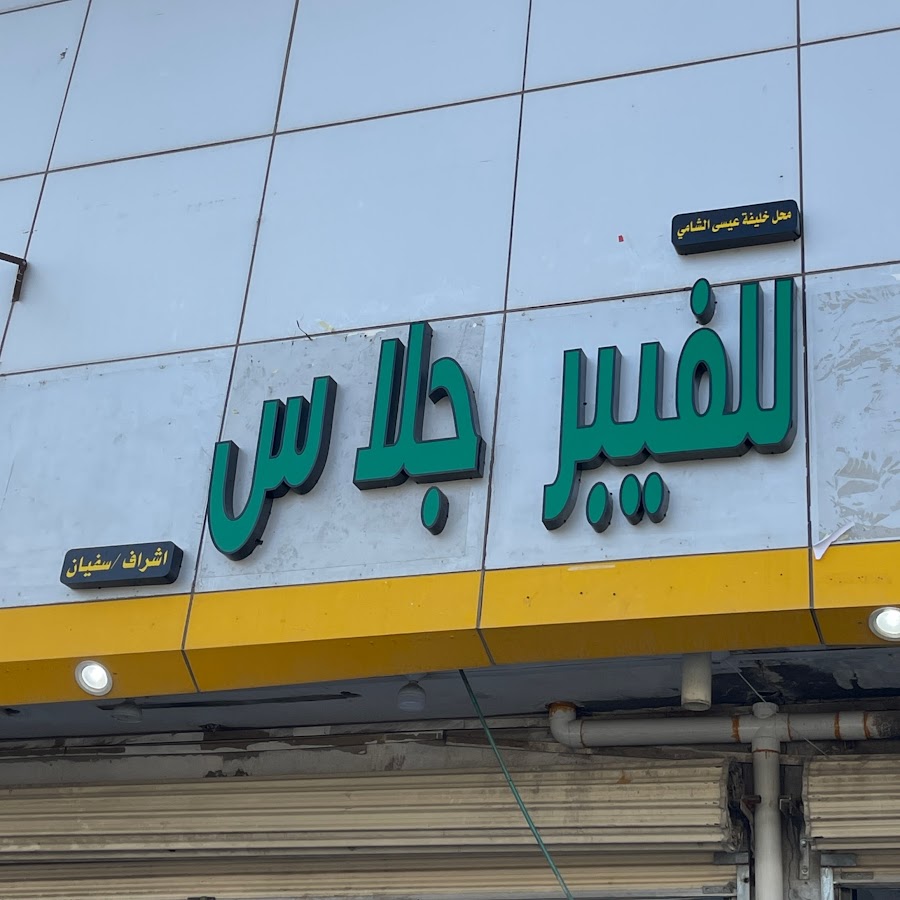 محل خليفة عيسى الشامي
للفيبر جلاس
اشراف / سفيان